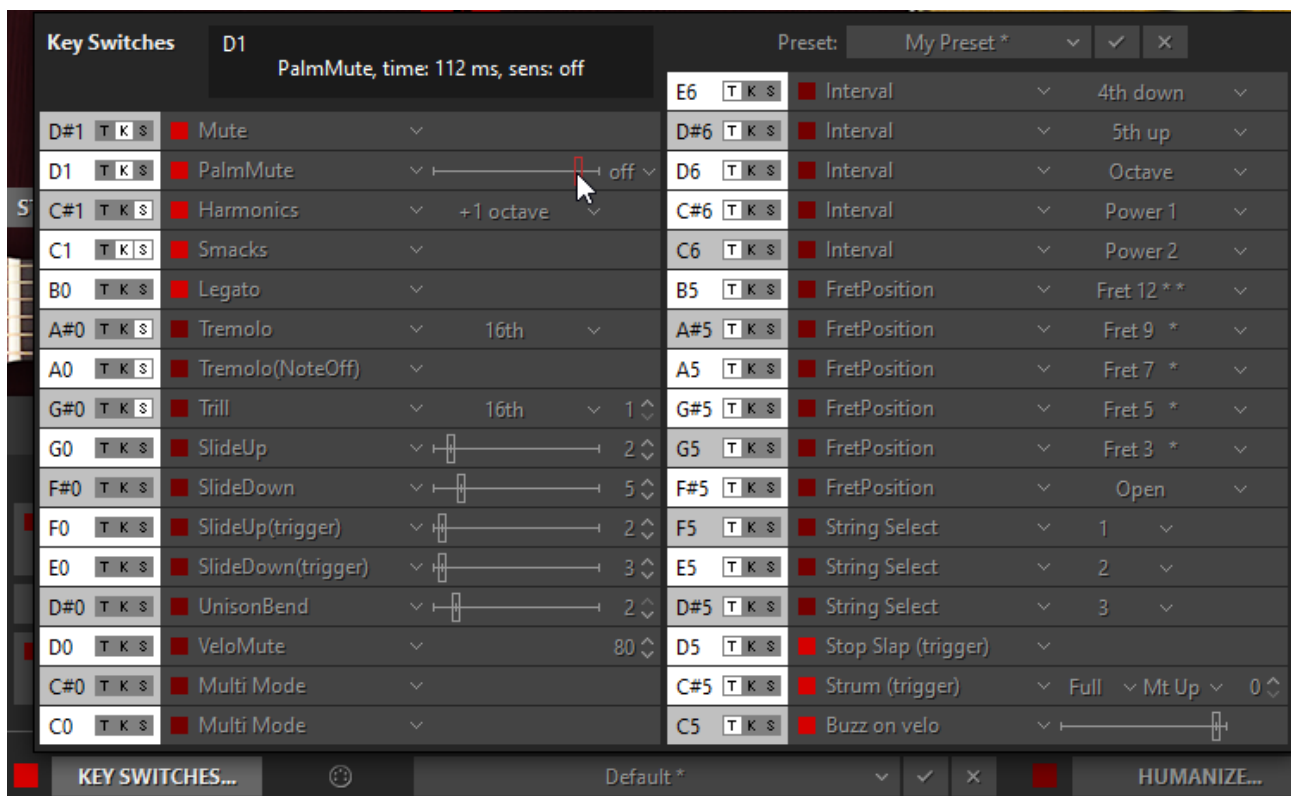 Key Switches
D1
PalmMute, time: 112 ms, sens: off
Preset: My Preset *
D#1 T K S Mute
D1 T K S PalmMute off
C#1 T K S Harmonics +1 octave
C1 T K S Smacks
B0 T K S Legato
A#0 T K S Tremolo 16th
A0 T K S Tremolo(NoteOff)
G#0 T K S Trill 16th 1
G0 T K S SlideUp 2
F#0 T K S SlideDown 5
F0 T K S SlideUp(trigger) 2
E0 T K S SlideDown(trigger) 3
D#0 T K S UnisonBend 2
D0 T K S VeloMute 80
C#0 T K S Multi Mode
C0 T K S Multi Mode
E6 T K S Interval 4th down
D#6 T K S Interval 5th up
D6 T K S Interval Octave
C#6 T K S Interval Power 1
C6 T K S Interval Power 2
B5 T K S FretPosition Fret 12 * *
A#5 T K S FretPosition Fret 9 *
A5 T K S FretPosition Fret 7 *
G#5 T K S FretPosition Fret 5 *
G5 T K S FretPosition Fret 3 *
F#5 T K S FretPosition Open
F5 T K S String Select 1
E5 T K S String Select 2
D#5 T K S String Select 3
D5 T K S Stop Slap (trigger)
C#5 T K S Strum (trigger) Full Mt Up 0
C5 T K S Buzz on velo
KEY SWITCHES... Default * HUMANIZE...